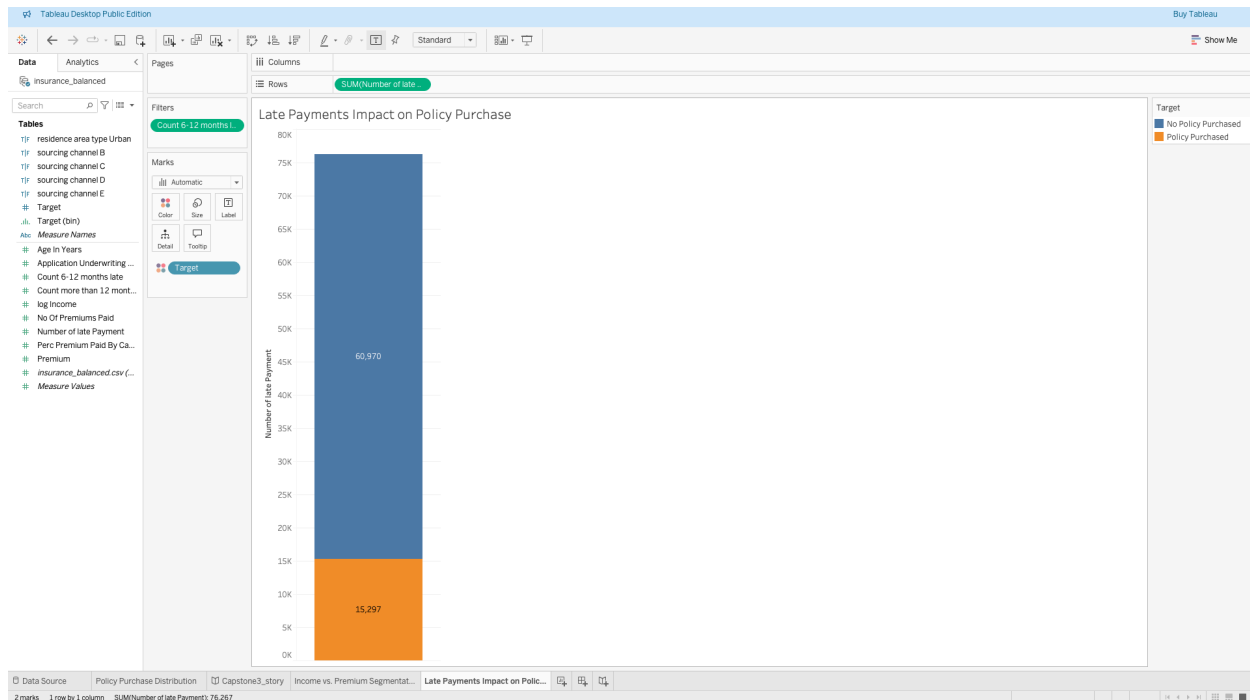 Tableau Desktop Public Edition
Buy Tableau
Standard
Show Me
Data
Analytics
insurance_balanced
Search
Tables
residence area type Urban
sourcing channel B
sourcing channel C
sourcing channel D
sourcing channel E
Target
Target (bin)
Abc Measure Names
Age In Years
Application Underwriting ...
Count 6-12 months late
Count more than 12 mont...
log Income
No Of Premiums Paid
Number of late Payment
Perc Premium Paid By Ca...
Premium
insurance_balanced.csv (...
Measure Values
Pages
Filters
Count 6-12 months l..
Marks
Automatic
Color
Size
Label
Detail
Tooltip
Target
Columns
Rows
SUM(Number of late ..
Late Payments Impact on Policy Purchase
80K
75K
70K
65K
60K
55K
50K
45K
40K
35K
30K
25K
20K
15K
10K
5K
0K
Number of late Payment
60,970
15,297
Target
No Policy Purchased
Policy Purchased
Data Source
Policy Purchase Distribution
Capstone3_story
Income vs. Premium Segmentat...
Late Payments Impact on Polic...
2 marks 1 row by 1 column SUM(Number of late Payment): 76,267